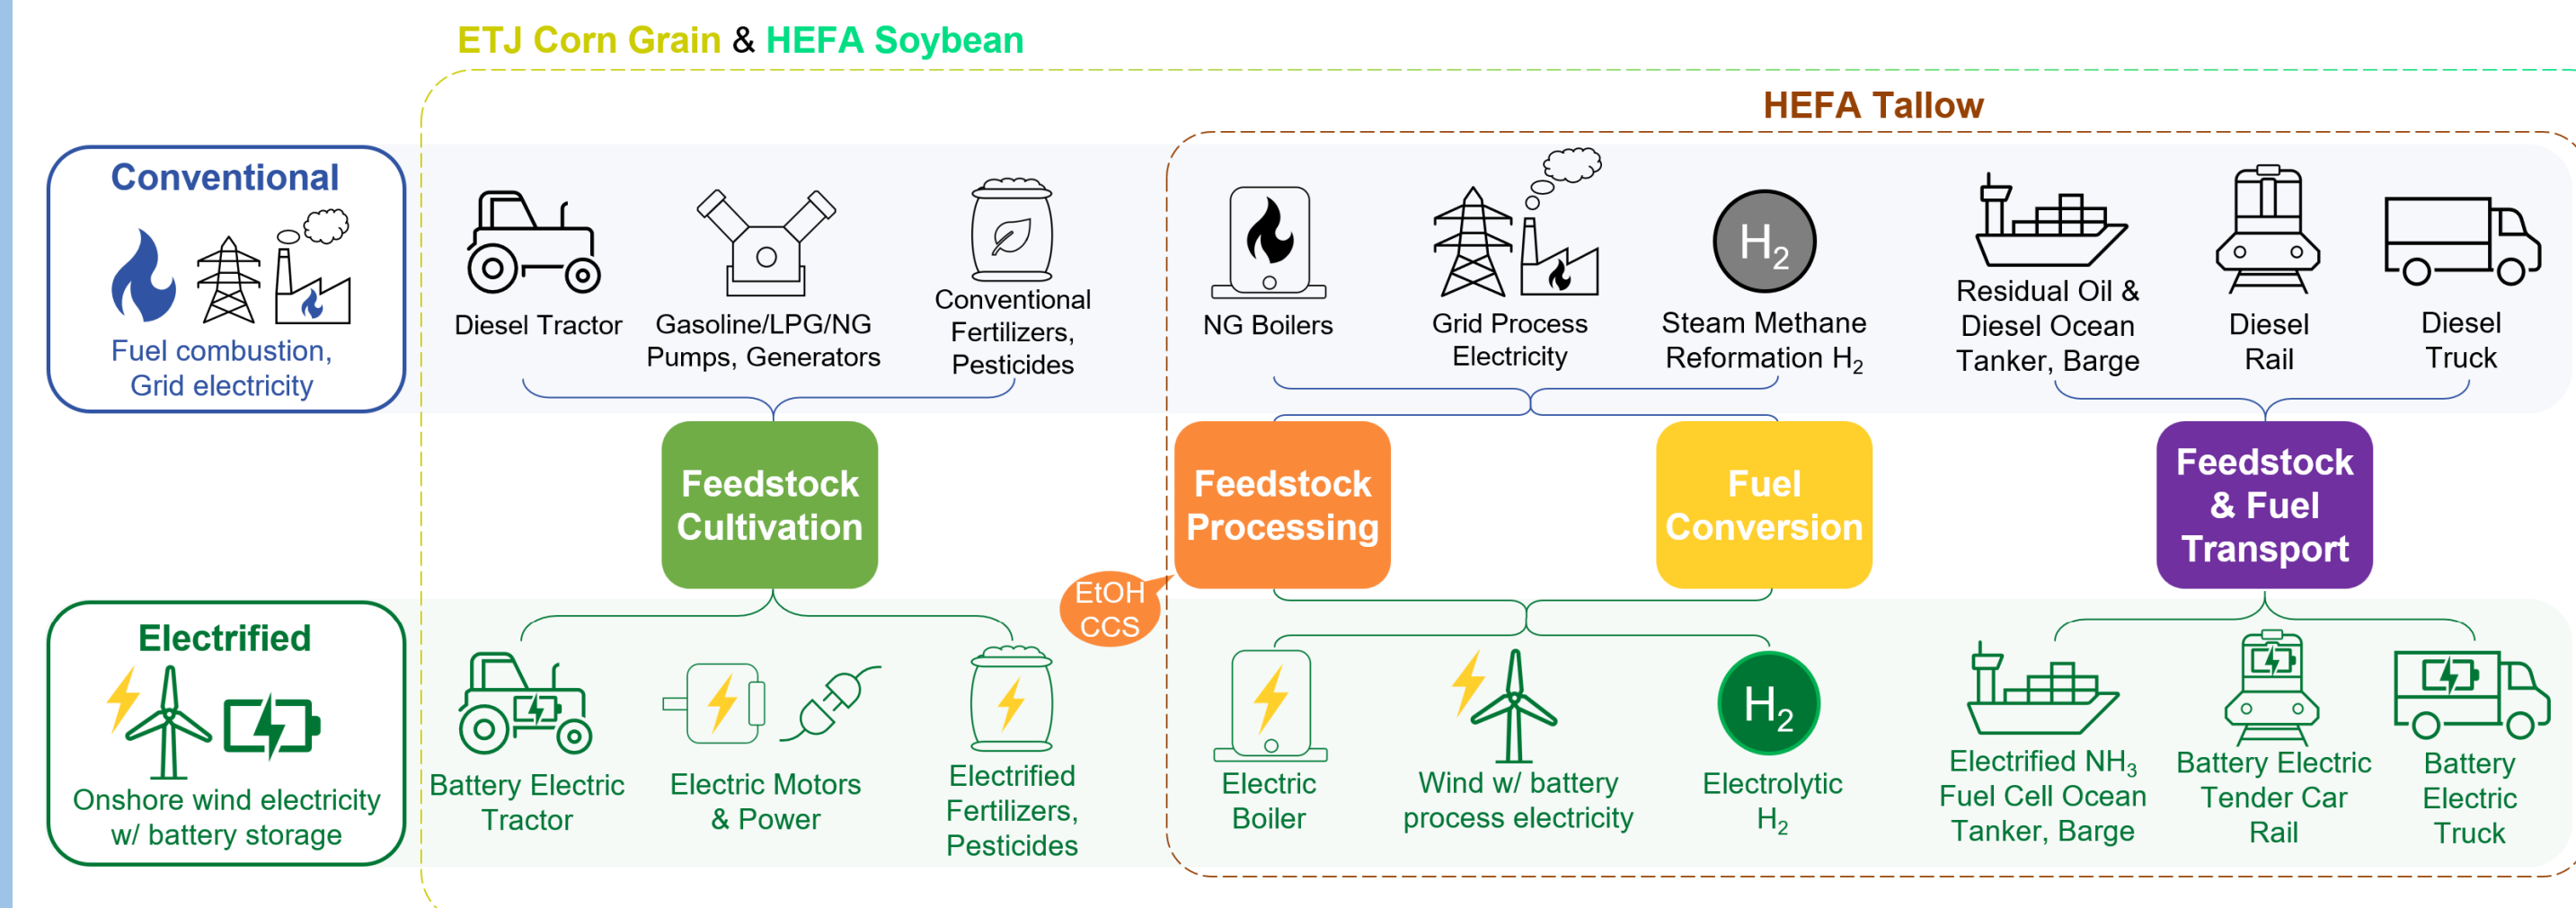 ETJ Corn Grain & HEFA Soybean
HEFA Tallow
Conventional
Fuel combustion,
Grid electricity
Diesel Tractor
Gasoline/LPG/NG
Pumps, Generators
Conventional
Fertilizers,
Pesticides
NG Boilers
Grid Process
Electricity
H₂
Steam Methane
Reformation H₂
Residual Oil &
Diesel Ocean
Tanker, Barge
Diesel
Rail
Diesel
Truck
Feedstock
Cultivation
Feedstock
Processing
Fuel
Conversion
Feedstock
& Fuel
Transport
EtOH
CCS
Electrified
Onshore wind electricity
w/ battery storage
Battery Electric
Tractor
Electric Motors
& Power
Electrified
Fertilizers,
Pesticides
Electric
Boiler
Wind w/ battery
process electricity
H₂
Electrolytic
H₂
Electrified NH₃
Fuel Cell Ocean
Tanker, Barge
Battery Electric
Tender Car
Rail
Battery
Electric
Truck